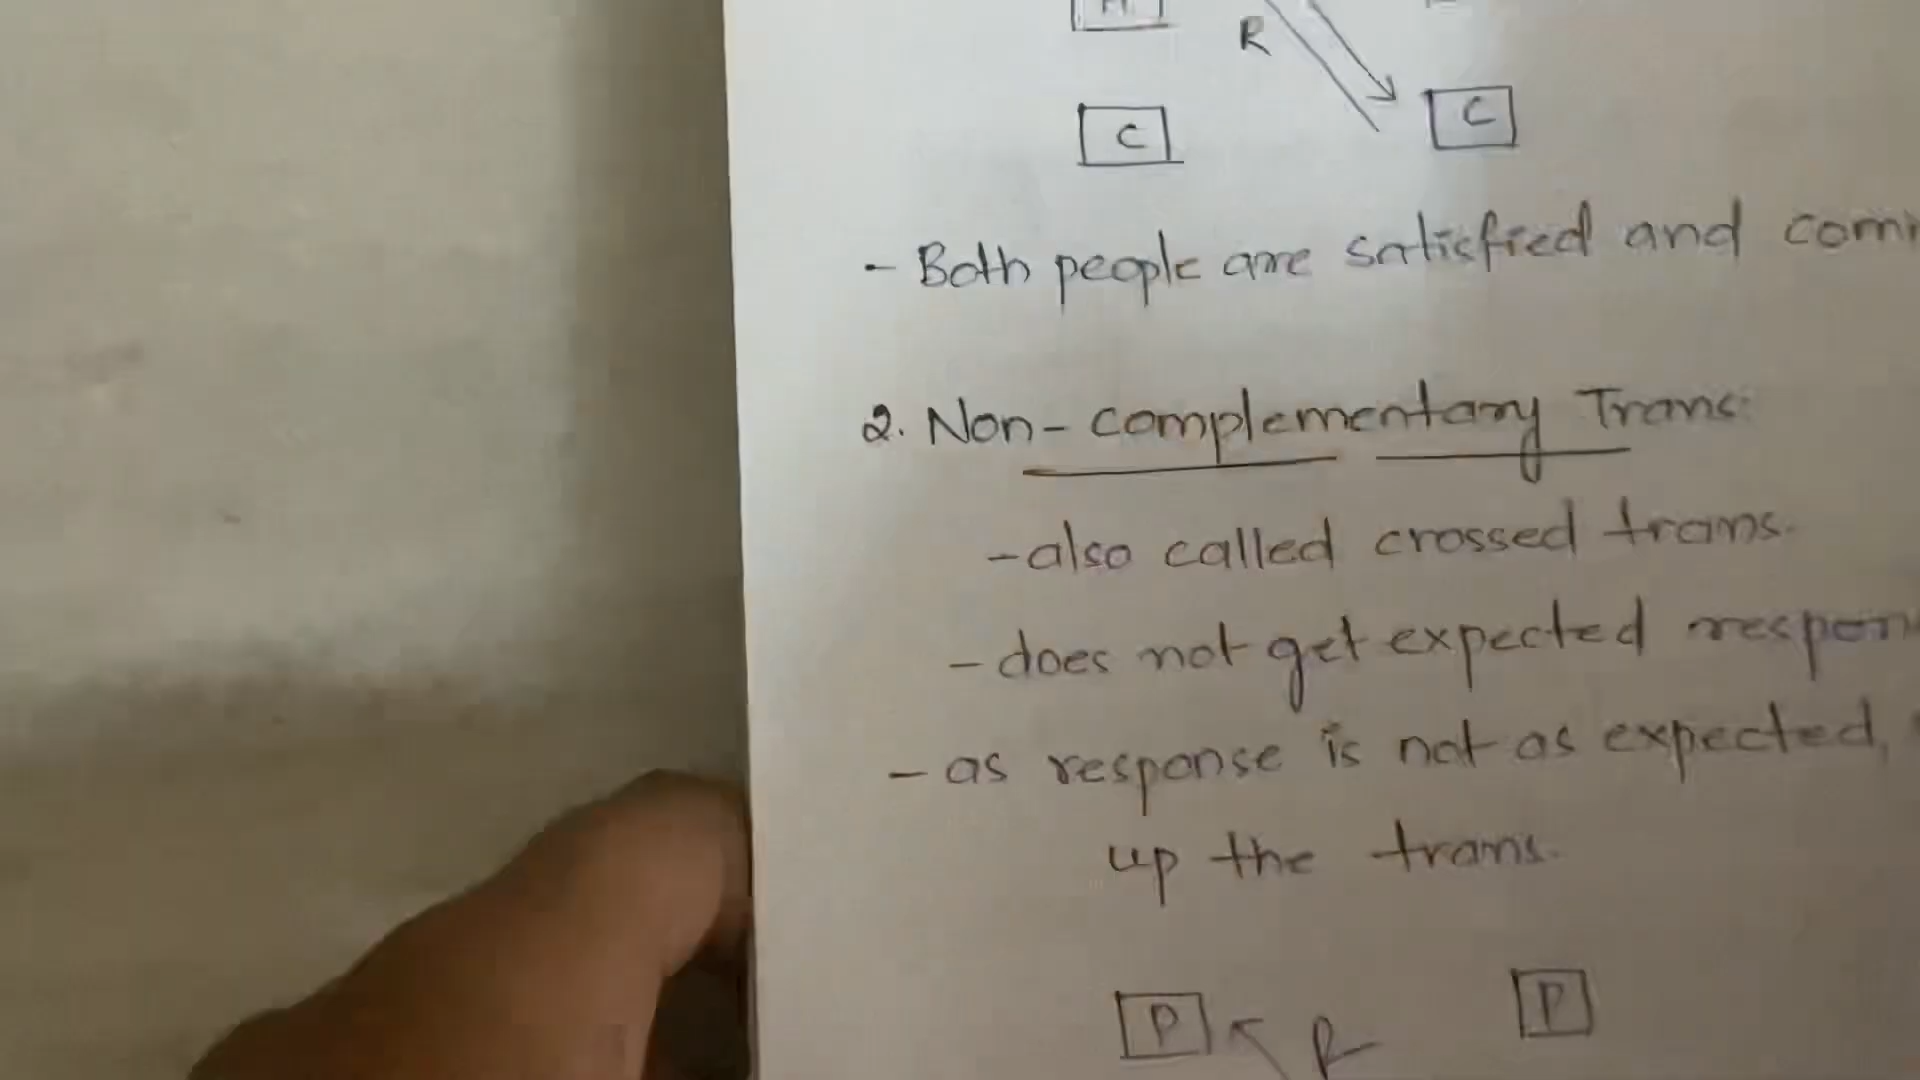 R
C C
- Both people are satisfied and
2. Non-complementary Trans.
- also called crossed trans.
- does not get expected
- as response is not as expected,
up the trans.
P R P